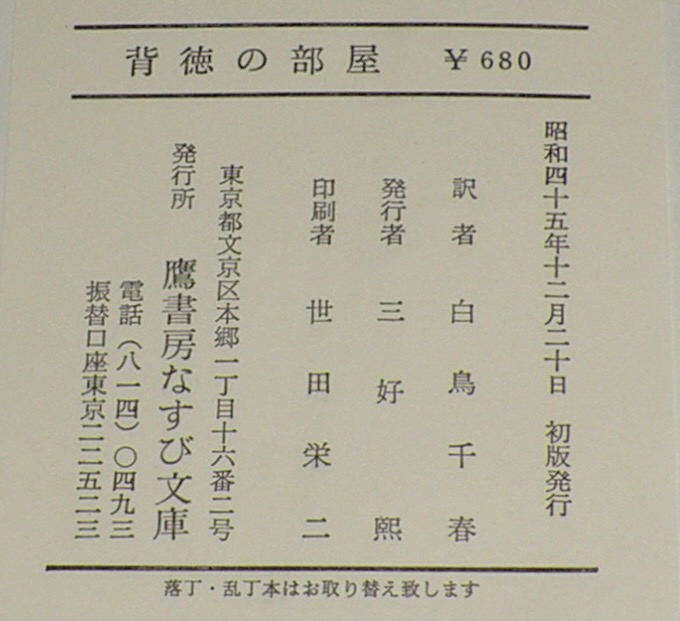 背徳の部屋 ￥680
昭和四十五年十二月二十日 初版発行
訳者 白鳥千春
発行者 三好熙
印刷者 世田栄二
東京都文京区本郷一丁目十六番二号
発行所 鷹書房なすび文庫
電話（八一四）〇四九三
振替口座東京二二五二三
落丁・乱丁本はお取り替え致します